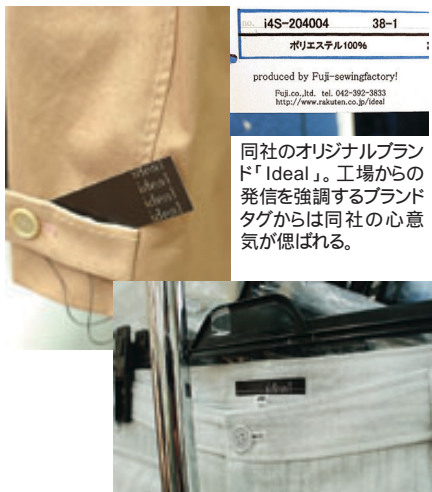 no. i4S-204004 38-1
ポリエステル100%
produced by Fuji-sewingfactory!
Fuji.co.,ltd. tel. 042-392-3833
http://www.rakuten.co.jp/ideal
同社のオリジナルブラン
ド「Ideal」。工場からの
発信を強調するブランド
タグからは同社の心意
気が偲ばれる。
ideal
ideal
ideal
ideal
ideal